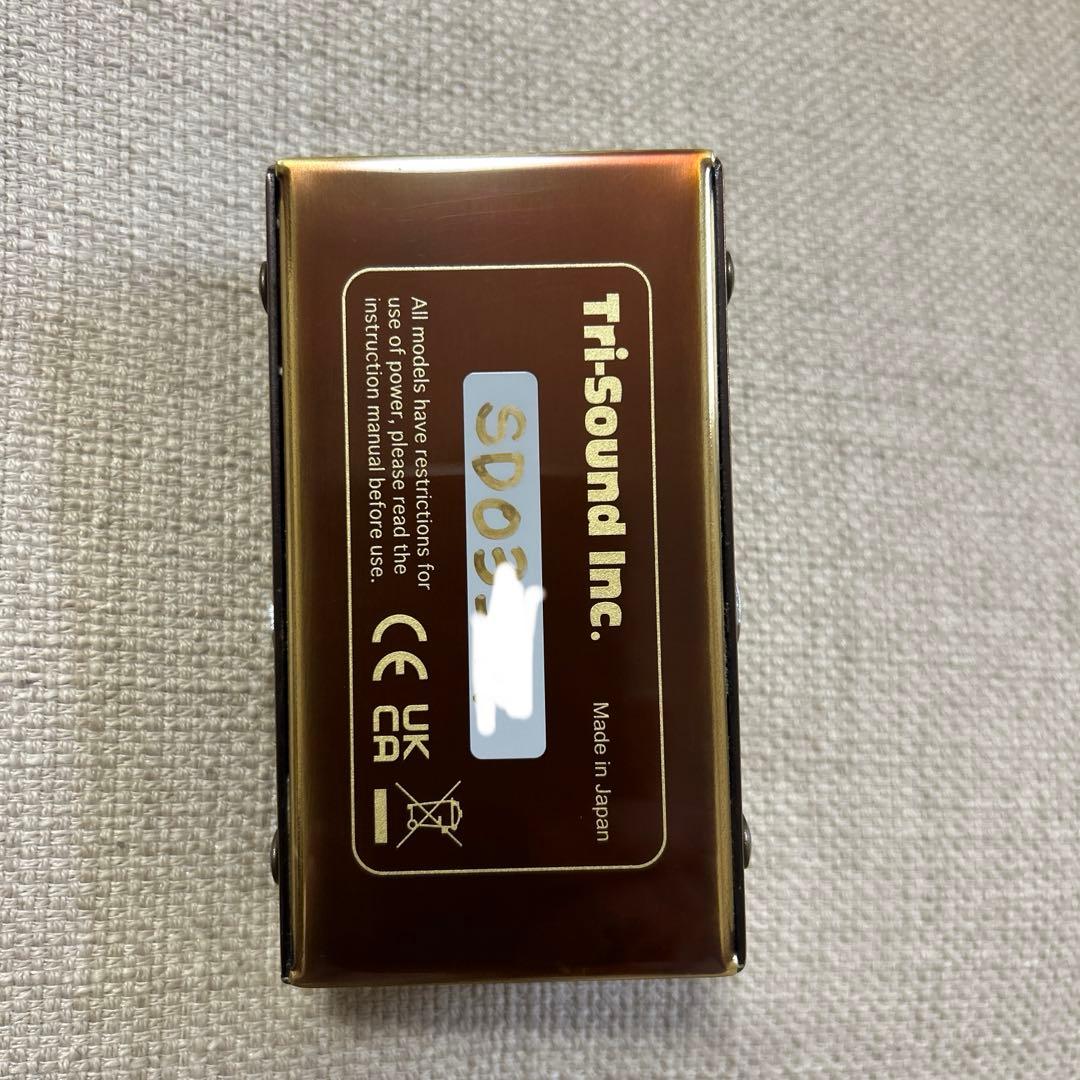 Tri-Sound Inc.
Made in Japan
SD03-
All models have restrictions for
use of power, please read the
instruction manual before use.
CE
UK
CA